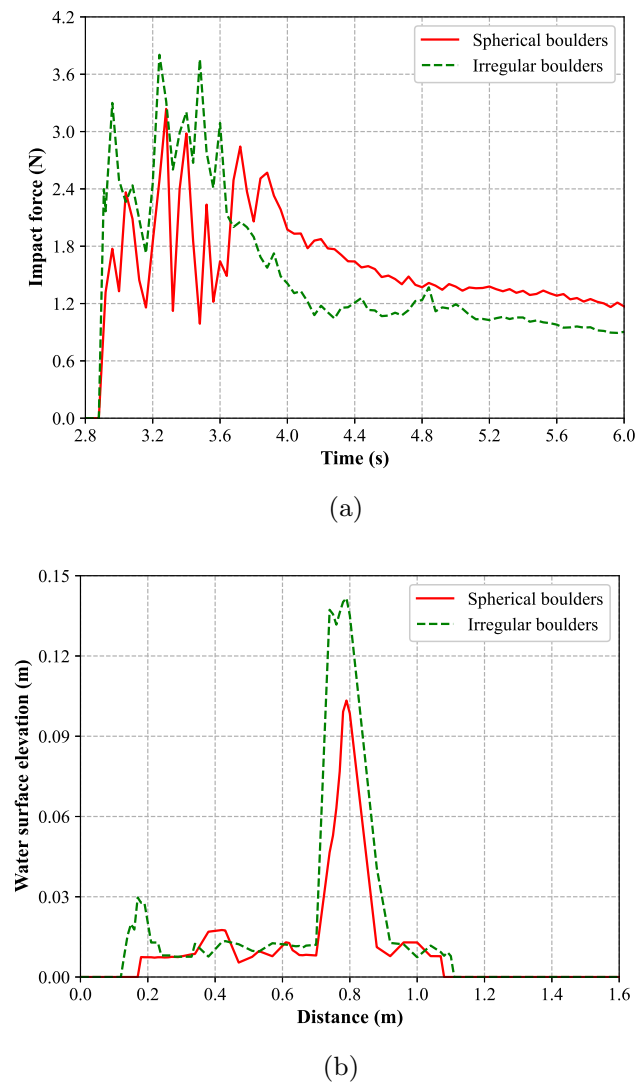 4.2
3.6
3.0
2.4
1.8
1.2
0.6
0.0
Impact force (N)
Spherical boulders
Irregular boulders
2.8 3.2 3.6 4.0 4.4 4.8 5.2 5.6 6.0
Time (s)
(a)
0.15
0.12
0.09
0.06
0.03
0.00
Water surface elevation (m)
Spherical boulders
Irregular boulders
0.0 0.2 0.4 0.6 0.8 1.0 1.2 1.4 1.6
Distance (m)
(b)